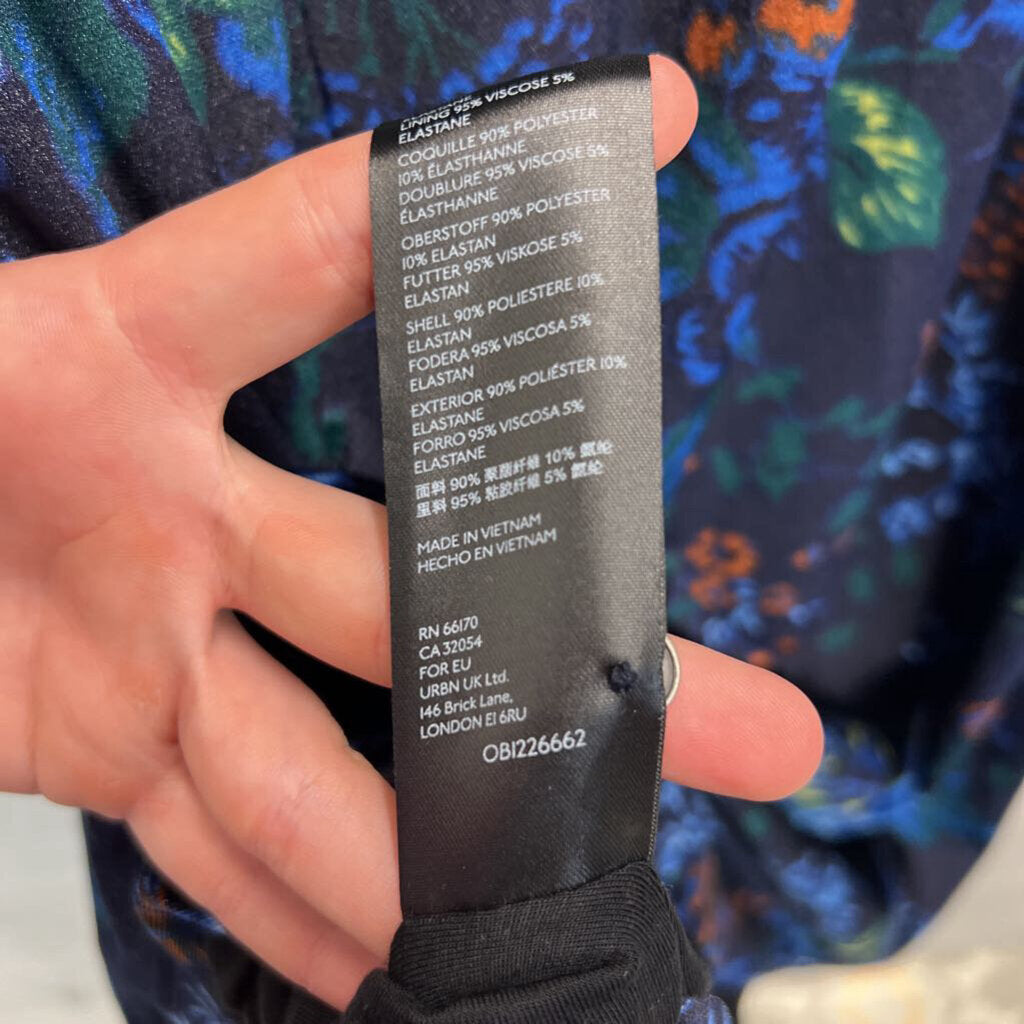 LINING 95% VISCOSE 5%
ELASTANE
COQUILLE 90% POLYESTER
10% ÉLASTHANNE
DOUBLURE 95% VISCOSE 5%
ÉLASTHANNE
OBERSTOFF 90% POLYESTER
10% ELASTAN
FUTTER 95% VISKOSE 5%
ELASTAN
SHELL 90% POLIESTERE 10%
ELASTAN
FODERA 95% VISCOSA 5%
ELASTAN
EXTERIOR 90% POLIÉSTER 10%
ELASTANE
FORRO 95% VISCOSA 5%
ELASTANE
面料 90% 聚酯纤维 10% 氨纶
里料 95% 粘胶纤维 5% 氨纶
MADE IN VIETNAM
HECHO EN VIETNAM
RN 66170
CA 32054
FOR EU
URBN UK Ltd.
146 Brick Lane,
LONDON E1 6RU
OB1226662